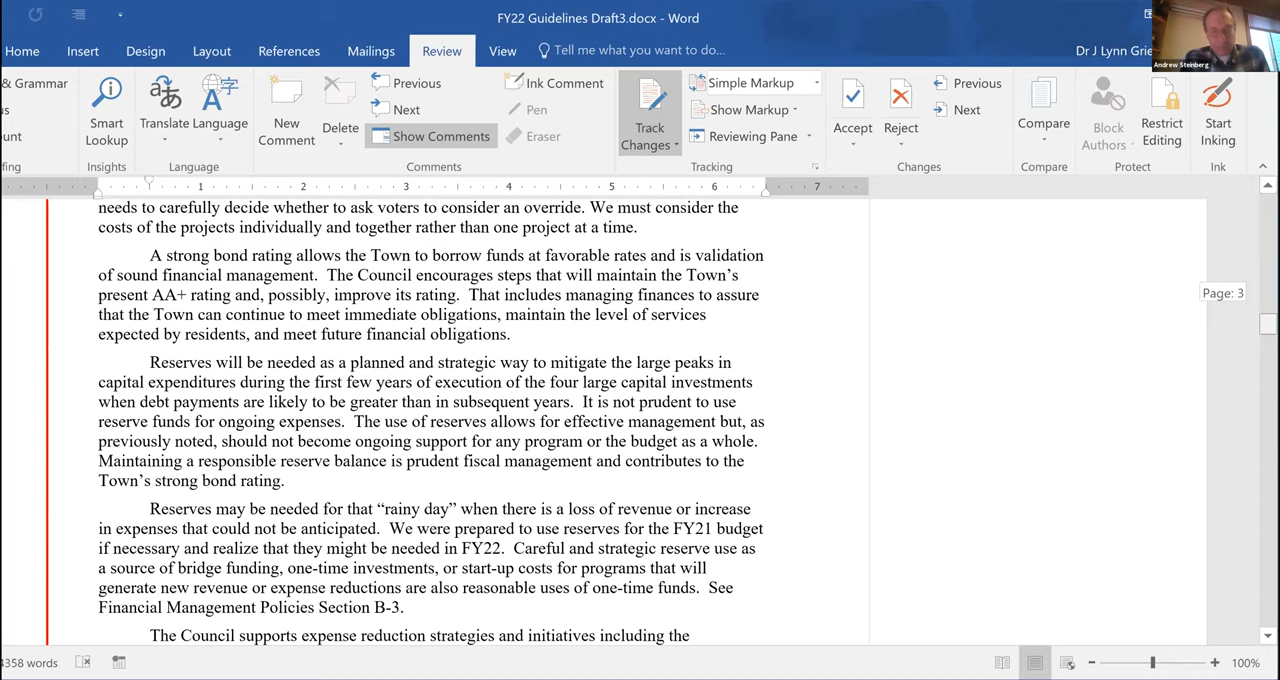 FY22 Guidelines Draft3.docx - Word
Home Insert Design Layout References Mailings Review View Tell me what you want to do...
Dr J Lynn Grie
Andrew Steinberg
& Grammar
Smart Lookup
Insights
Translate Language
Language
New Comment
Delete
Previous
Next
Show Comments
Ink Comment
Pen
Eraser
Comments
Track Changes
Simple Markup
Show Markup
Reviewing Pane
Tracking
Accept
Reject
Previous
Next
Changes
Compare
Compare
Block Authors
Restrict Editing
Protect
Start Inking
Ink
1 2 3 4 5 6 7
needs to carefully decide whether to ask voters to consider an override. We must consider the
costs of the projects individually and together rather than one project at a time.
A strong bond rating allows the Town to borrow funds at favorable rates and is validation
of sound financial management. The Council encourages steps that will maintain the Town's
present AA+ rating and, possibly, improve its rating. That includes managing finances to assure
that the Town can continue to meet immediate obligations, maintain the level of services
expected by residents, and meet future financial obligations.
Reserves will be needed as a planned and strategic way to mitigate the large peaks in
capital expenditures during the first few years of execution of the four large capital investments
when debt payments are likely to be greater than in subsequent years. It is not prudent to use
reserve funds for ongoing expenses. The use of reserves allows for effective management but, as
previously noted, should not become ongoing support for any program or the budget as a whole.
Maintaining a responsible reserve balance is prudent fiscal management and contributes to the
Town's strong bond rating.
Reserves may be needed for that “rainy day” when there is a loss of revenue or increase
in expenses that could not be anticipated. We were prepared to use reserves for the FY21 budget
if necessary and realize that they might be needed in FY22. Careful and strategic reserve use as
a source of bridge funding, one-time investments, or start-up costs for programs that will
generate new revenue or expense reductions are also reasonable uses of one-time funds. See
Financial Management Policies Section B-3.
The Council supports expense reduction strategies and initiatives including the
Page: 3
4358 words
100%